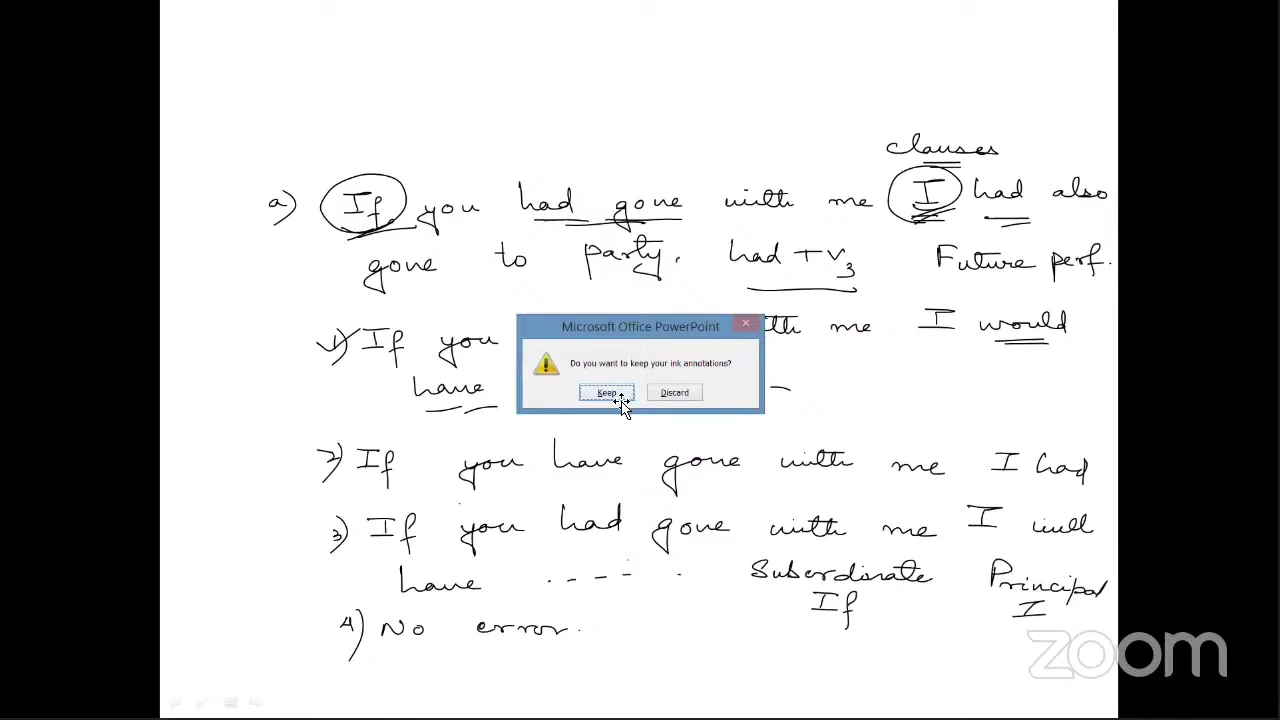 clauses
a) If you had gone with me I had also
gone to party. had + v3 Future perf.
1) If you with me I would
have
Microsoft Office PowerPoint
Do you want to keep your ink annotations?
Keep Discard
2) If you have gone with me I had
3) If you had gone with me I will
have ---- . Subordinate Principal
If I
4) No error.
zoom